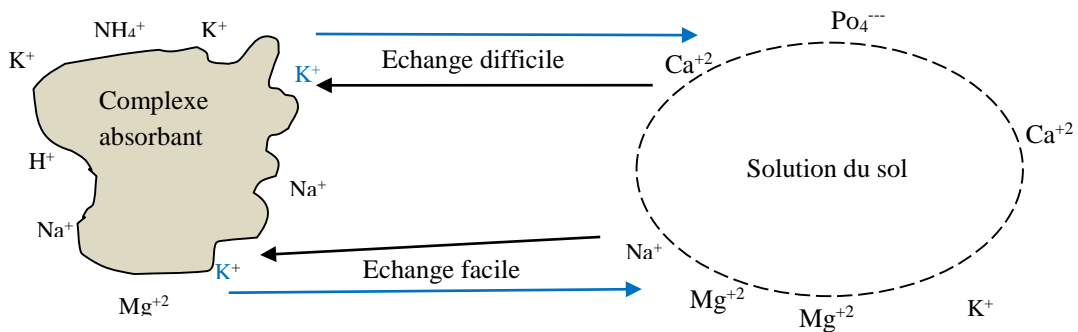 Po₄⁻⁻⁻
NH₄⁺
K⁺
K⁺
Echange difficile
Ca⁺²
K⁺
Complexe
absorbant
Ca⁺²
H⁺
Solution du sol
Na⁺
Na⁺
Na⁺
K⁺
Echange facile
Mg⁺²
Mg⁺²
K⁺
Mg⁺²